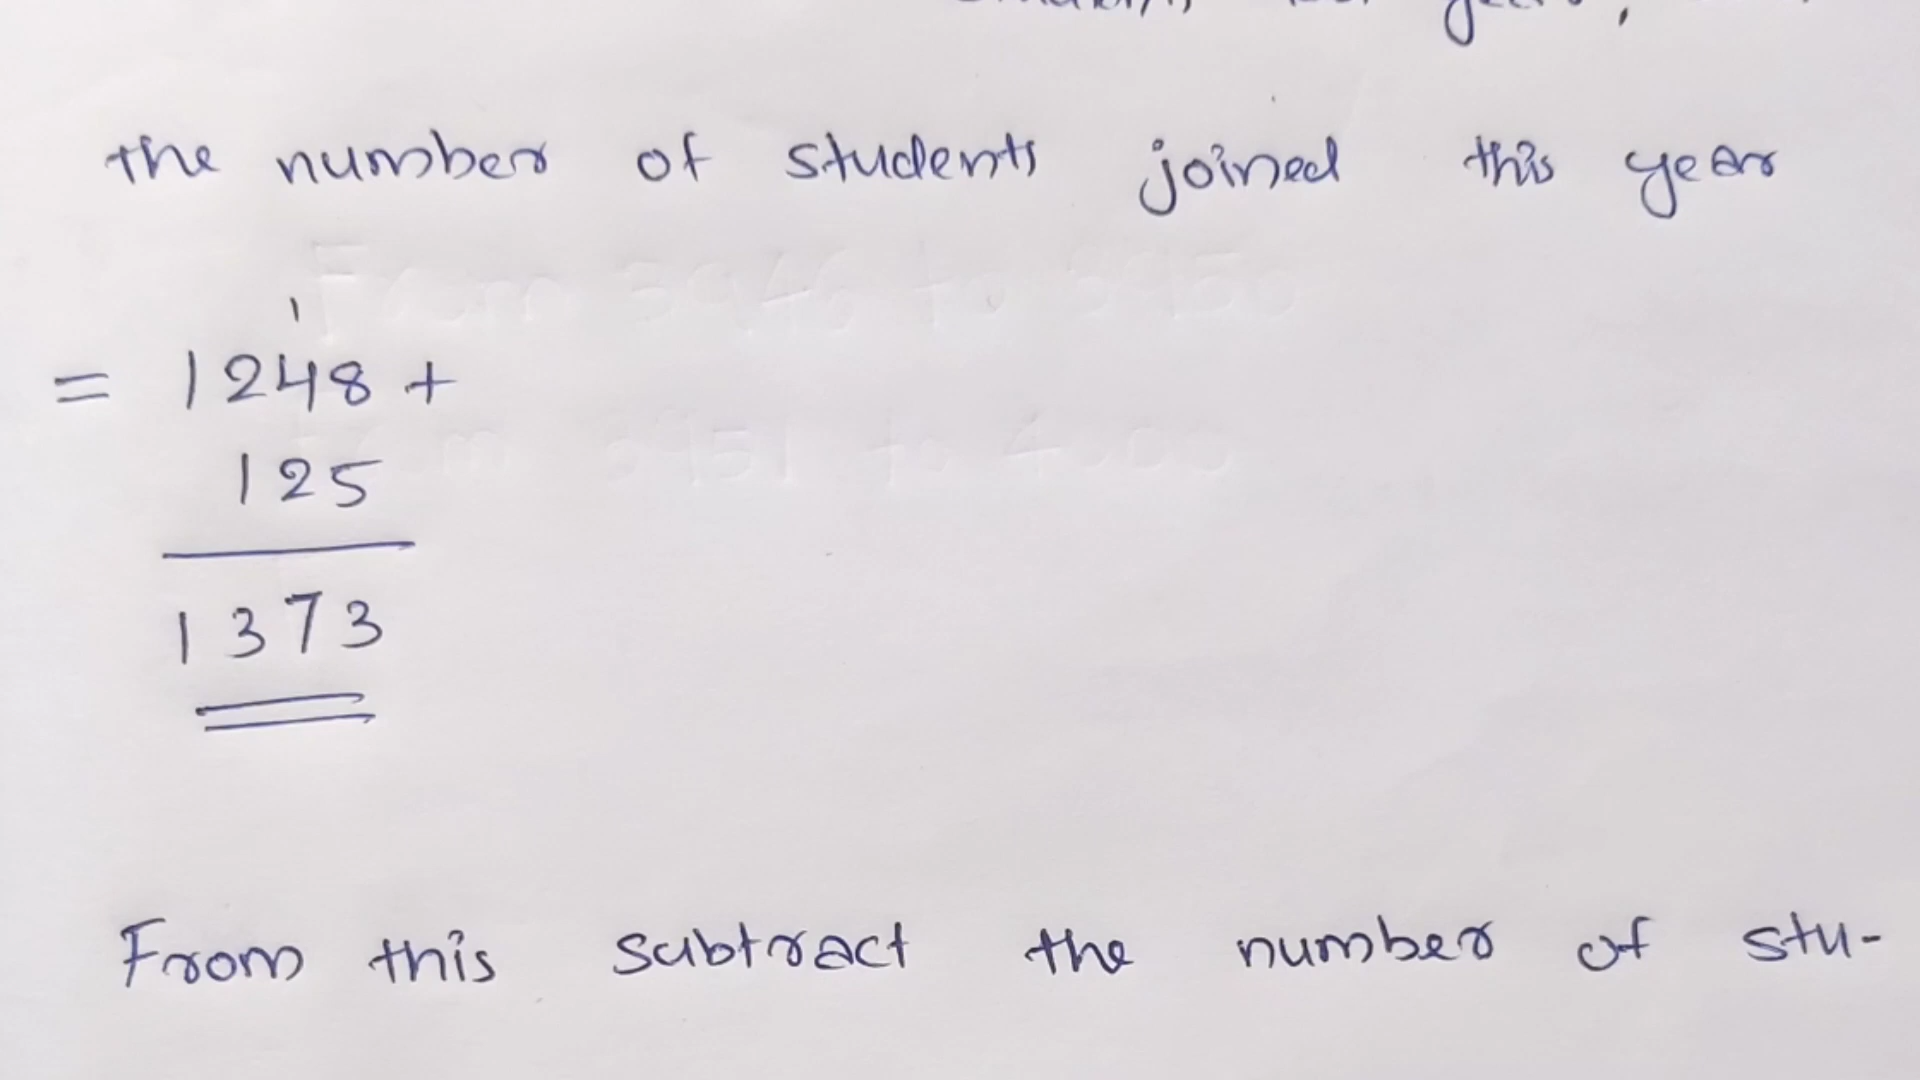 the number of students joined this year
1
= 1248 +
125
1373
From this subtract the number of stu-